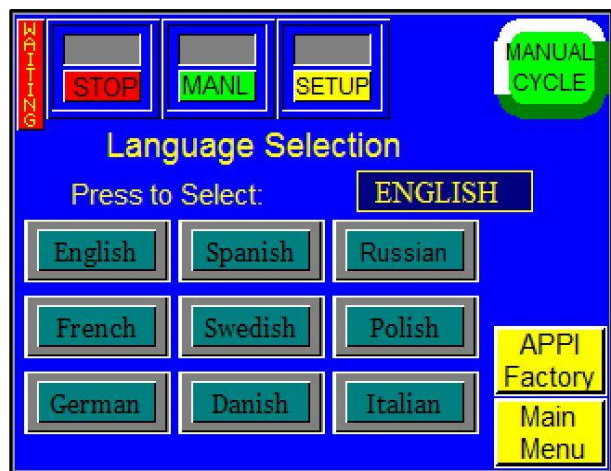 WAITING
STOP
MANL
SETUP
MANUAL
CYCLE
Language Selection
Press to Select:
ENGLISH
English
Spanish
Russian
French
Swedish
Polish
German
Danish
Italian
APPI
Factory
Main
Menu